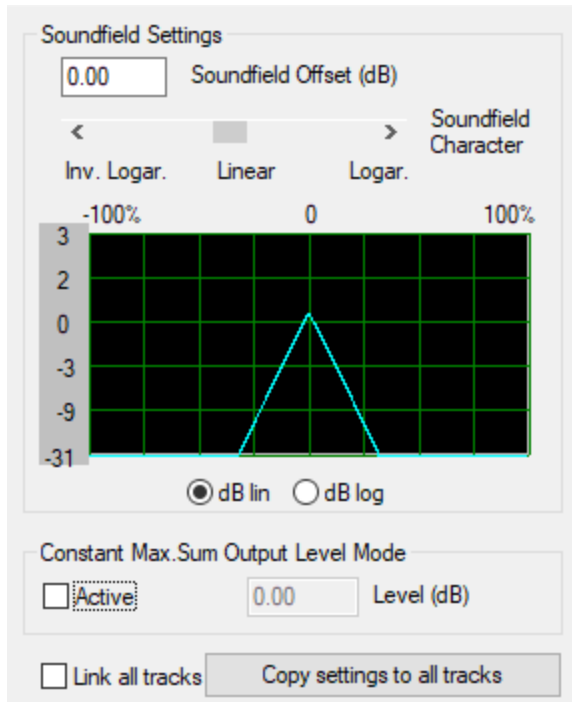 Soundfield Settings
0.00 Soundfield Offset (dB)
Soundfield
Character
Inv. Logar. Linear Logar.
-100% 0 100%
3
2
0
-3
-9
-31
dB lin dB log
Constant Max.Sum Output Level Mode
Active 0.00 Level (dB)
Link all tracks Copy settings to all tracks